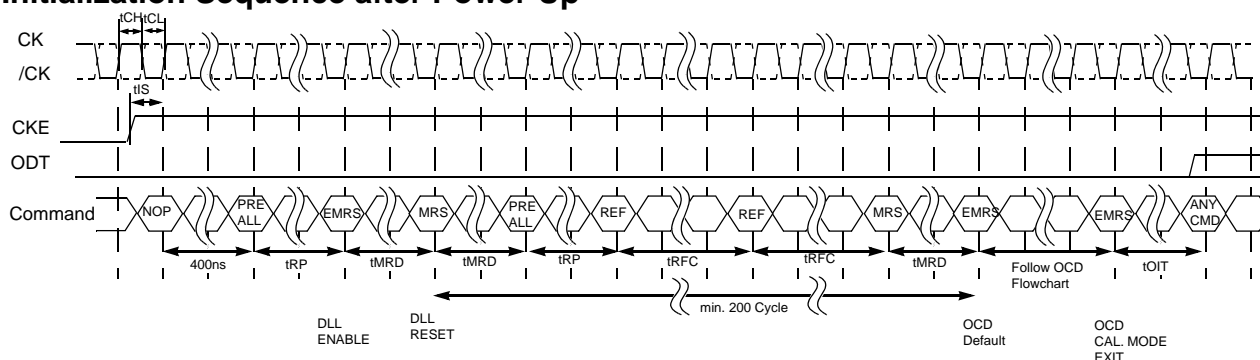 Initialization Sequence after Power Up
tCH tCL
CK
/CK
tIS
CKE
ODT
Command
NOP
PRE
ALL
EMRS
MRS
PRE
ALL
REF
REF
MRS
EMRS
EMRS
ANY
CMD
400ns
tRP
tMRD
tMRD
tRP
tRFC
tRFC
tMRD
Follow OCD
Flowchart
tOIT
min. 200 Cycle
DLL
ENABLE
DLL
RESET
OCD
Default
OCD
CAL. MODE
EXIT